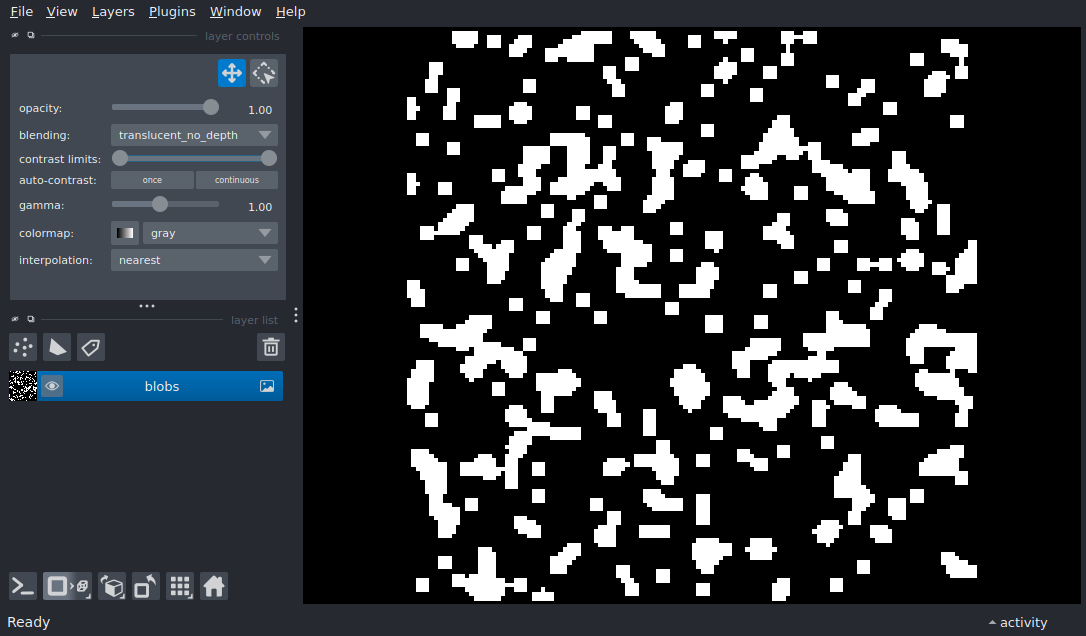 File View Layers Plugins Window Help
layer controls
opacity: 1.00
blending: translucent_no_depth
contrast limits:
auto-contrast: once continuous
gamma: 1.00
colormap: gray
interpolation: nearest
layer list
blobs
Ready activity